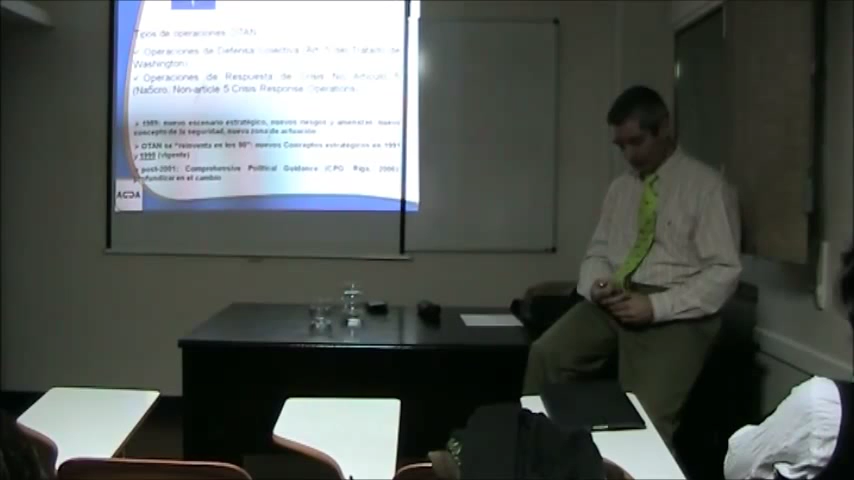 Tipos de operaciones OTAN
✓ Operaciones de Defensa Colectiva (Art. 5 del Tratado de
Washington)
✓ Operaciones de Respuesta de Crisis No Artículo 5
(Na5cro, Non-article 5 Crisis Response Operations
➢ 1989: nuevo escenario estratégico, nuevos riesgos y amenazas, nuevo
concepto de la seguridad, nueva zona de actuación
➢ OTAN se "reinventa en los 90": nuevos Conceptos estratégicos en 1991
y 1999 (vigente)
➢ post-2001: Comprehensive Political Guidance (CPG, Riga, 2006):
profundizar en el cambio